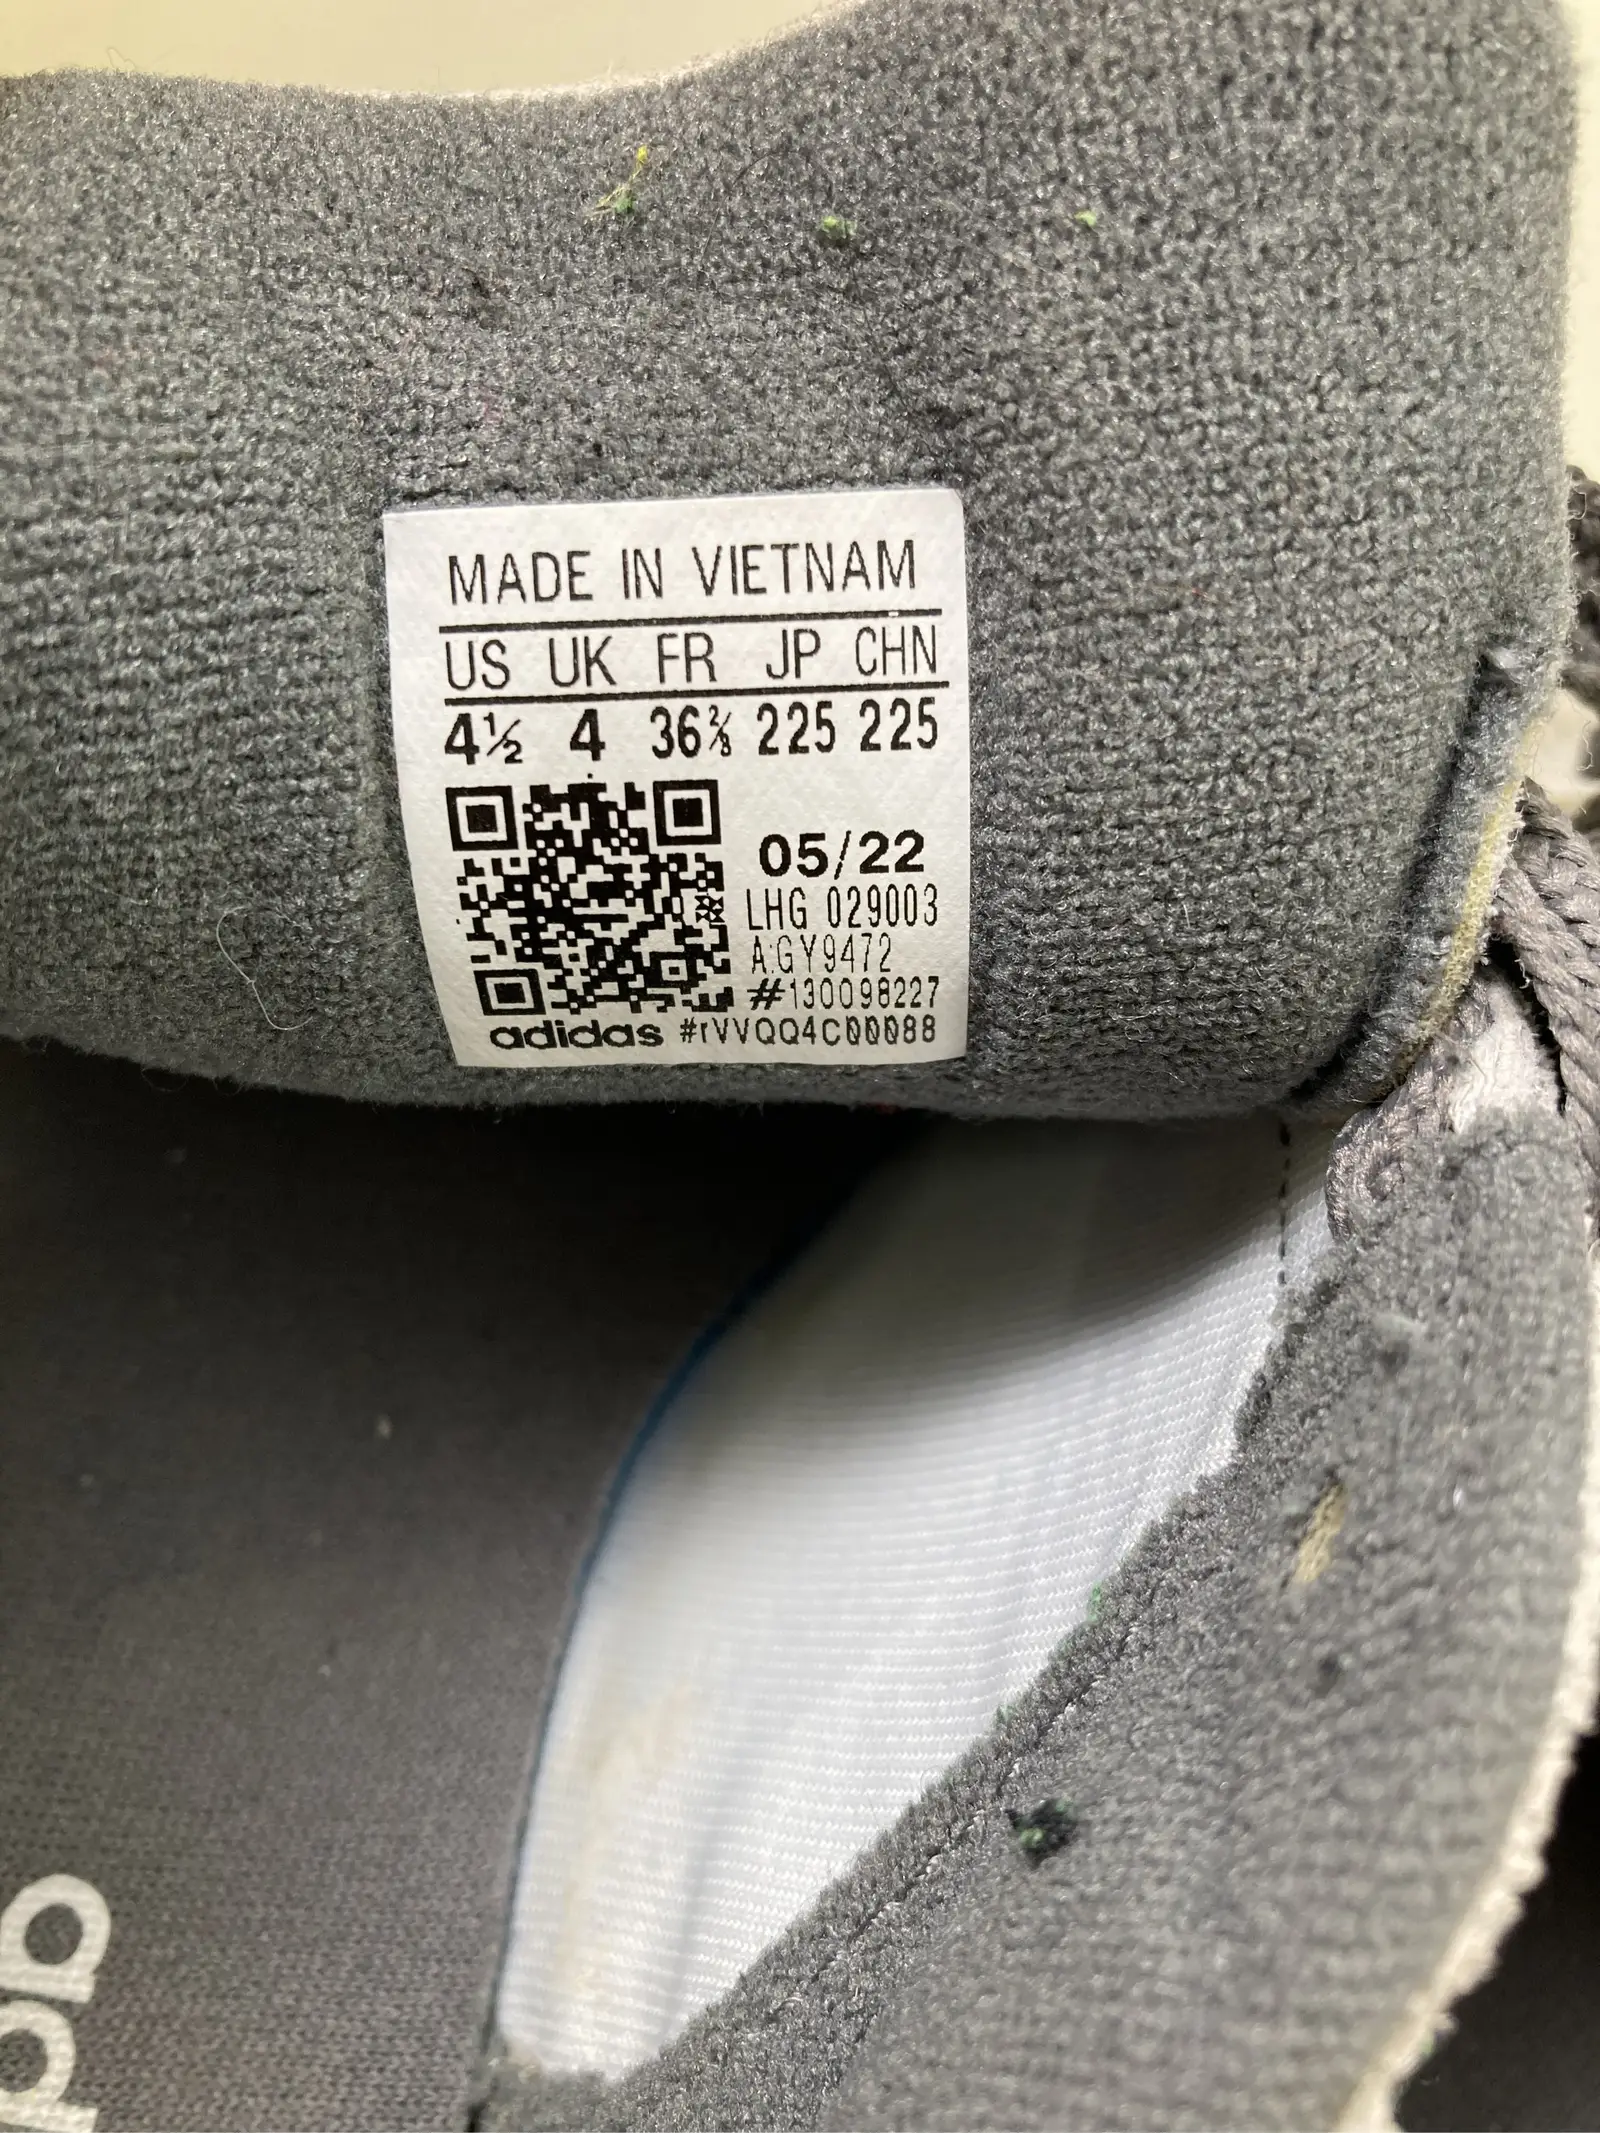 MADE IN VIETNAM
US UK FR JP CHN
4½ 4 36⅔ 225 225
05/22
LHG 029003
A:GY9472
#130098227
adidas #rVVQQ4C00088
adi